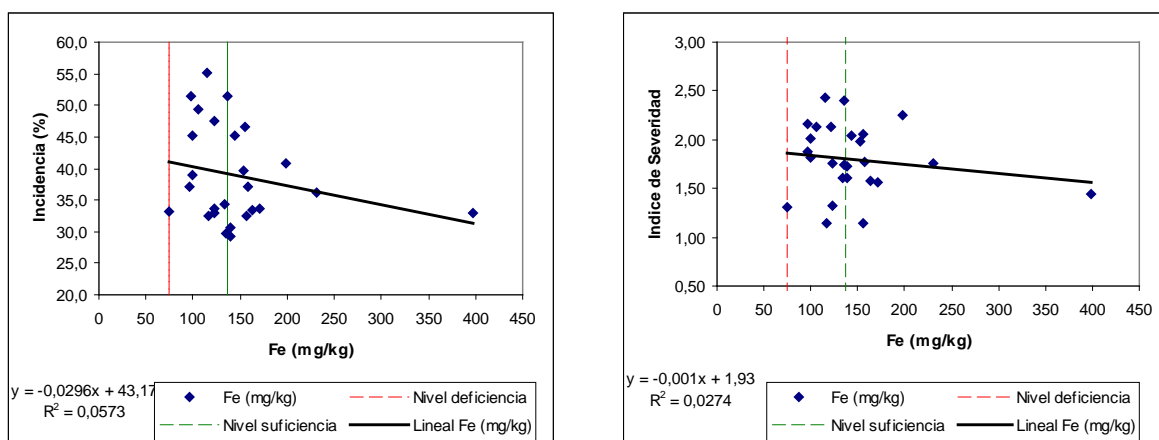 60,0
55,0
50,0
45,0
40,0
35,0
30,0
25,0
20,0
Incidencia (%)
0 50 100 150 200 250 300 350 400 450
Fe (mg/kg)
y = -0,0296x + 43,17
R² = 0,0573
Fe (mg/kg)
Nivel deficiencia
Nivel suficiencia
Lineal Fe (mg/kg)
3,00
2,50
2,00
1,50
1,00
0,50
Indice de Severidad
0 50 100 150 200 250 300 350 400 450
Fe (mg/kg)
y = -0,001x + 1,93
R² = 0,0274
Fe (mg/kg)
Nivel deficiencia
Nivel suficiencia
Lineal Fe (mg/kg)